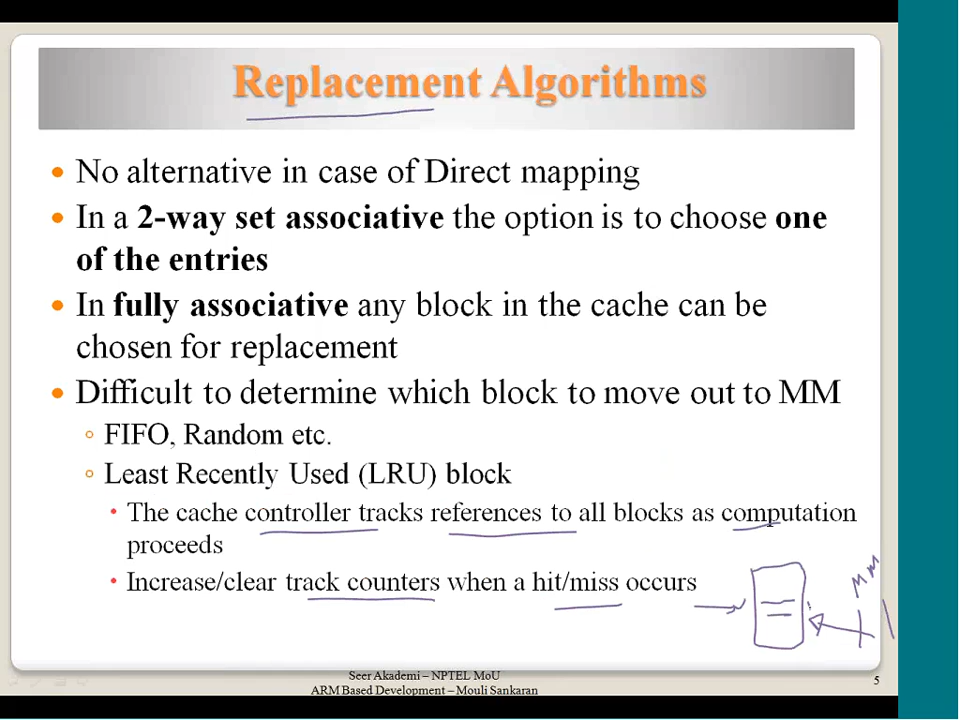 Replacement Algorithms
No alternative in case of Direct mapping
In a 2-way set associative the option is to choose one
of the entries
In fully associative any block in the cache can be
chosen for replacement
Difficult to determine which block to move out to MM
FIFO, Random etc.
Least Recently Used (LRU) block
The cache controller tracks references to all blocks as computation
proceeds
Increase/clear track counters when a hit/miss occurs
MM
Seer Akademi – NPTEL MoU
ARM Based Development – Mouli Sankaran
5